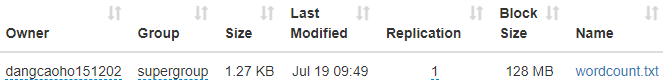 Owner Group Size Last Modified Replication Block Size Name
dangcaoho151202 supergroup 1.27 KB Jul 19 09:49 1 128 MB wordcount.txt